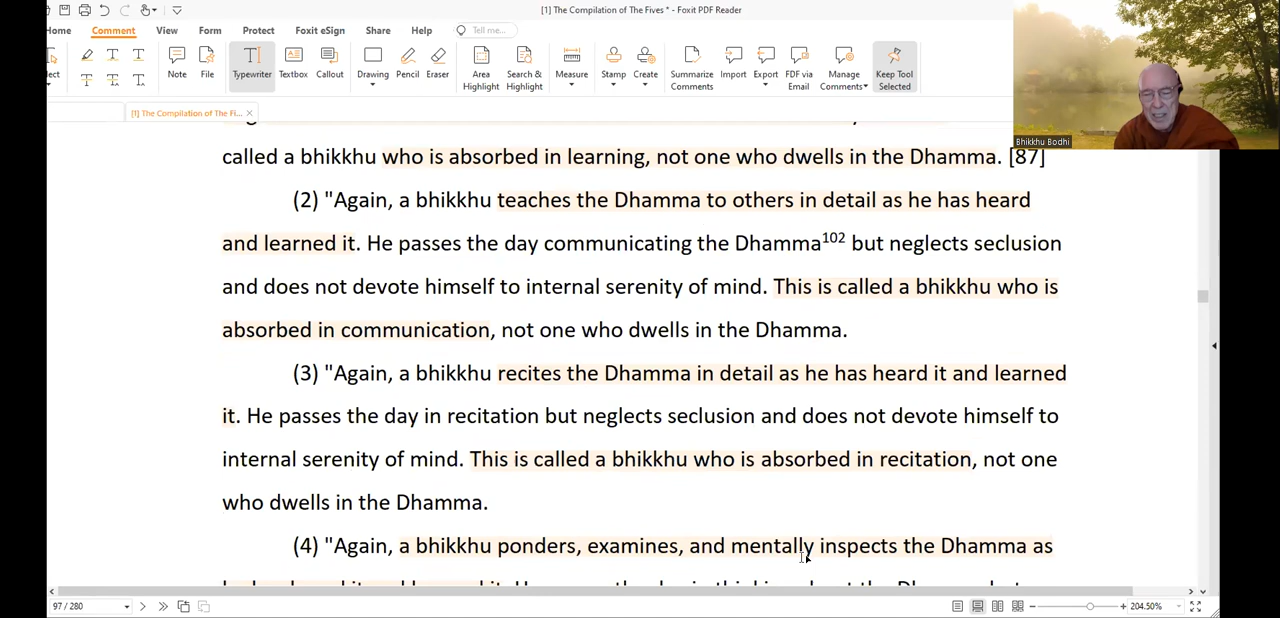 [1] The Compilation of The Fives * - Foxit PDF Reader
Home Comment View Form Protect Foxit eSign Share Help Tell me...
Note File Typewriter Textbox Callout Drawing Pencil Eraser Area Highlight Search & Highlight Measure Stamp Create Summarize Comments Import Export FDF via Email Manage Comments Keep Tool Selected
[1] The Compilation of The Fi...
Bhikkhu Bodhi
called a bhikkhu who is absorbed in learning, not one who dwells in the Dhamma. [87]
(2) "Again, a bhikkhu teaches the Dhamma to others in detail as he has heard
and learned it. He passes the day communicating the Dhamma102 but neglects seclusion
and does not devote himself to internal serenity of mind. This is called a bhikkhu who is
absorbed in communication, not one who dwells in the Dhamma.
(3) "Again, a bhikkhu recites the Dhamma in detail as he has heard it and learned
it. He passes the day in recitation but neglects seclusion and does not devote himself to
internal serenity of mind. This is called a bhikkhu who is absorbed in recitation, not one
who dwells in the Dhamma.
(4) "Again, a bhikkhu ponders, examines, and mentally inspects the Dhamma as
97 / 280
204.50%